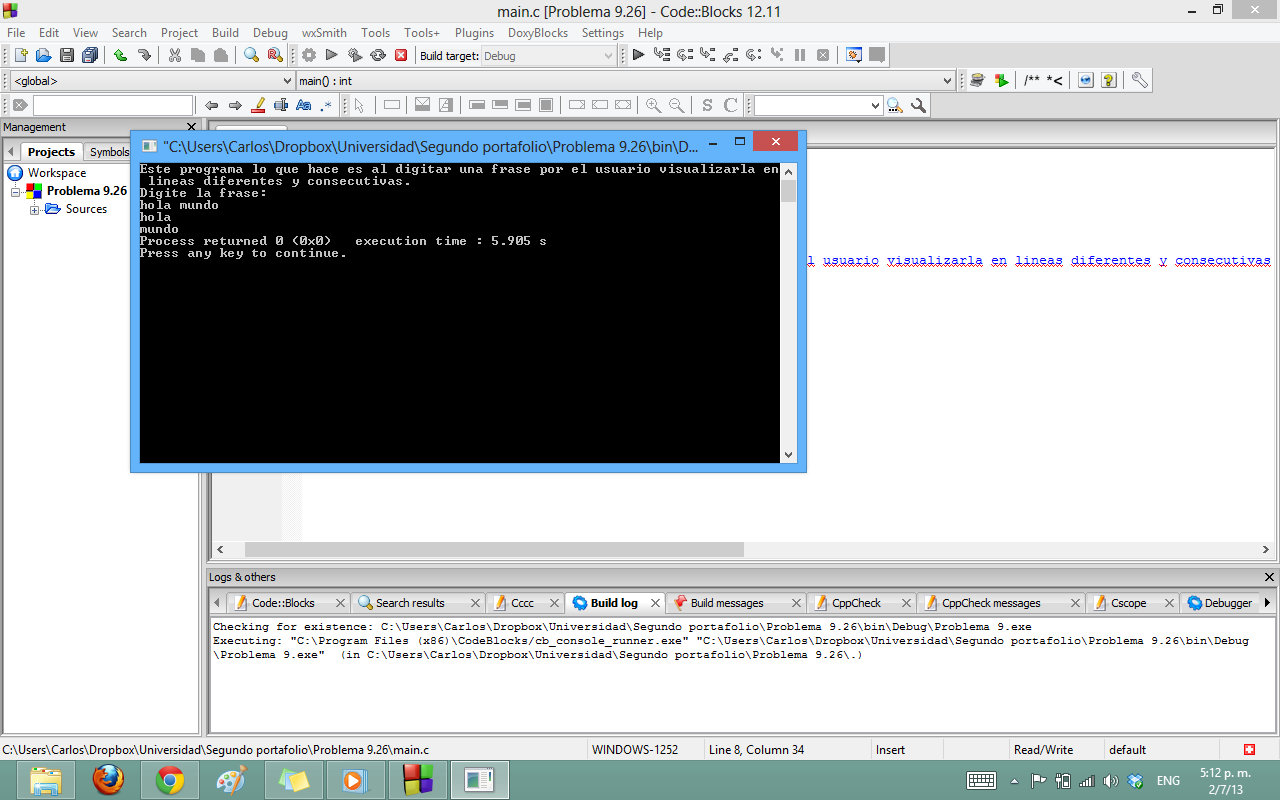 main.c [Problema 9.26] - Code::Blocks 12.11
File Edit View Search Project Build Debug wxSmith Tools Tools+ Plugins DoxyBlocks Settings Help
Build target: Debug
<global> main() : int
/** *<
Management
Projects Symbols
Workspace
Problema 9.26
Sources
"C:\Users\Carlos\Dropbox\Universidad\Segundo portafolio\Problema 9.26\bin\D...
Este programa lo que hace es al digitar una frase por el usuario visualizarla en
lineas diferentes y consecutivas.
Digite la frase:
hola mundo
hola
mundo
Process returned 0 (0x0)   execution time : 5.905 s
Press any key to continue.
l usuario visualizarla en lineas diferentes y consecutivas
Logs & others
Code::Blocks Search results Cccc Build log Build messages CppCheck CppCheck messages Cscope Debugger
Checking for existence: C:\Users\Carlos\Dropbox\Universidad\Segundo portafolio\Problema 9.26\bin\Debug\Problema 9.exe
Executing: "C:\Program Files (x86)\CodeBlocks/cb_console_runner.exe" "C:\Users\Carlos\Dropbox\Universidad\Segundo portafolio\Problema 9.26\bin\Debug
\Problema 9.exe"  (in C:\Users\Carlos\Dropbox\Universidad\Segundo portafolio\Problema 9.26\.)
C:\Users\Carlos\Dropbox\Universidad\Segundo portafolio\Problema 9.26\main.c WINDOWS-1252 Line 8, Column 34 Insert Read/Write default
ENG
5:12 p. m.
2/7/13